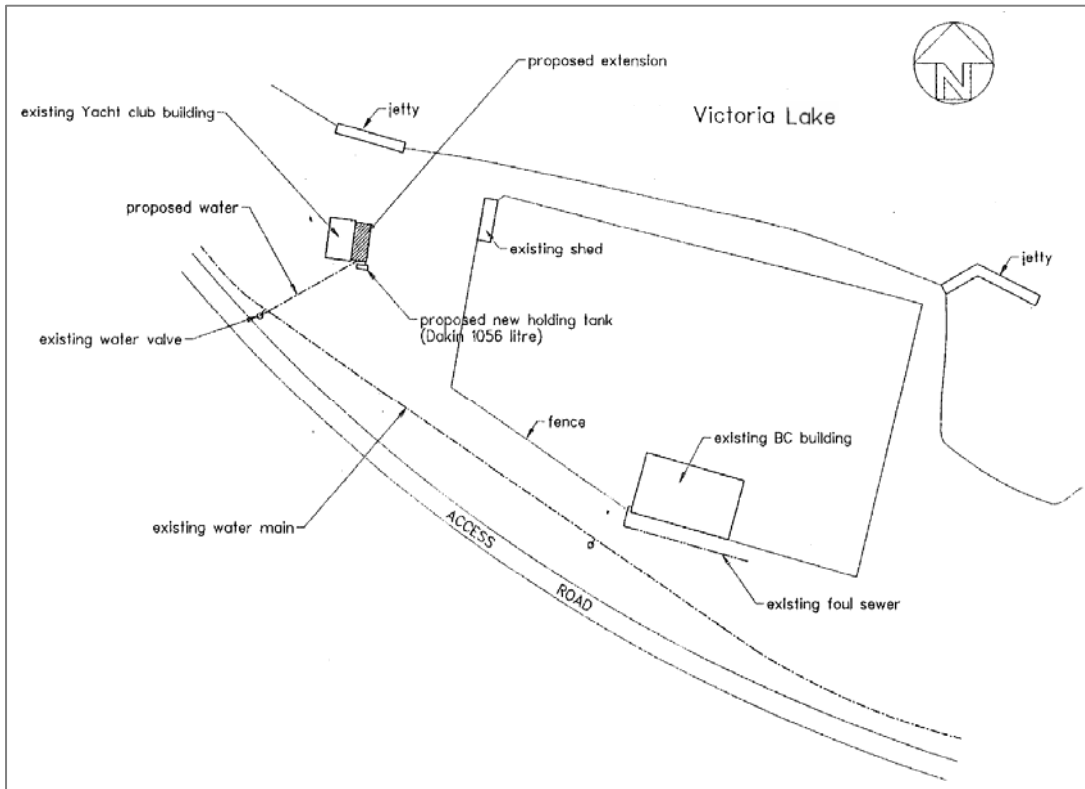 proposed extension
N
existing Yacht club building
jetty
Victoria Lake
proposed water
existing shed
jetty
existing water valve
proposed new holding tank
(Dakin 1056 litre)
fence
existing BC building
existing water main
ACCESS
ROAD
existing foul sewer